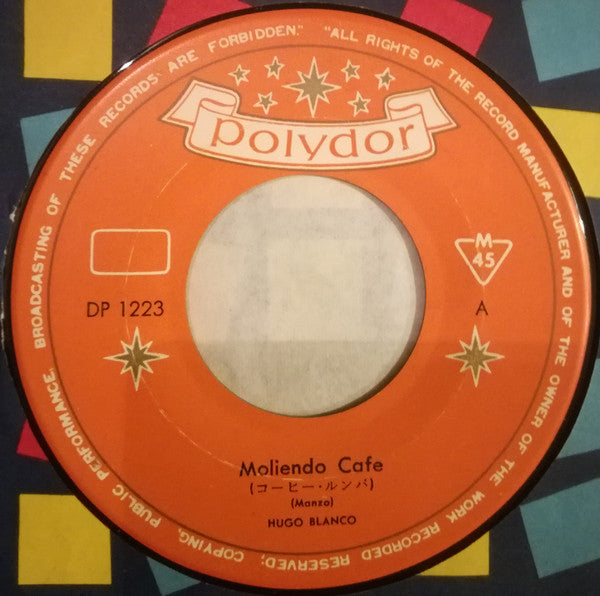 "ALL RIGHTS OF THE RECORD MANUFACTURER AND OF THE OWNER OF THE WORK RECORDED RESERVED; COPYING, PUBLIC PERFORMANCE, BROADCASTING OF THESE RECORDS ARE FORBIDDEN."
polydor
M
45
DP 1223
A
Moliendo Cafe
(コーヒー・ルンバ)
(Manzo)
HUGO BLANCO